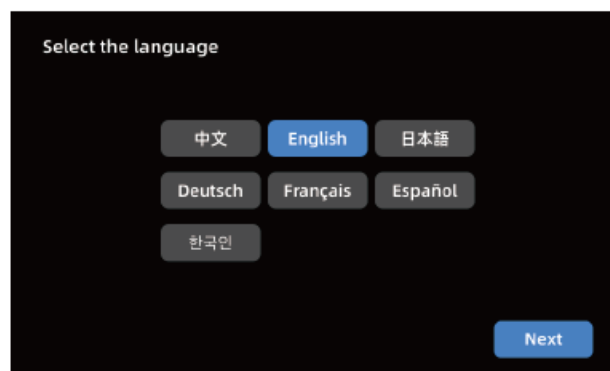 Select the language
中文 English 日本語
Deutsch Français Español
한국인
Next